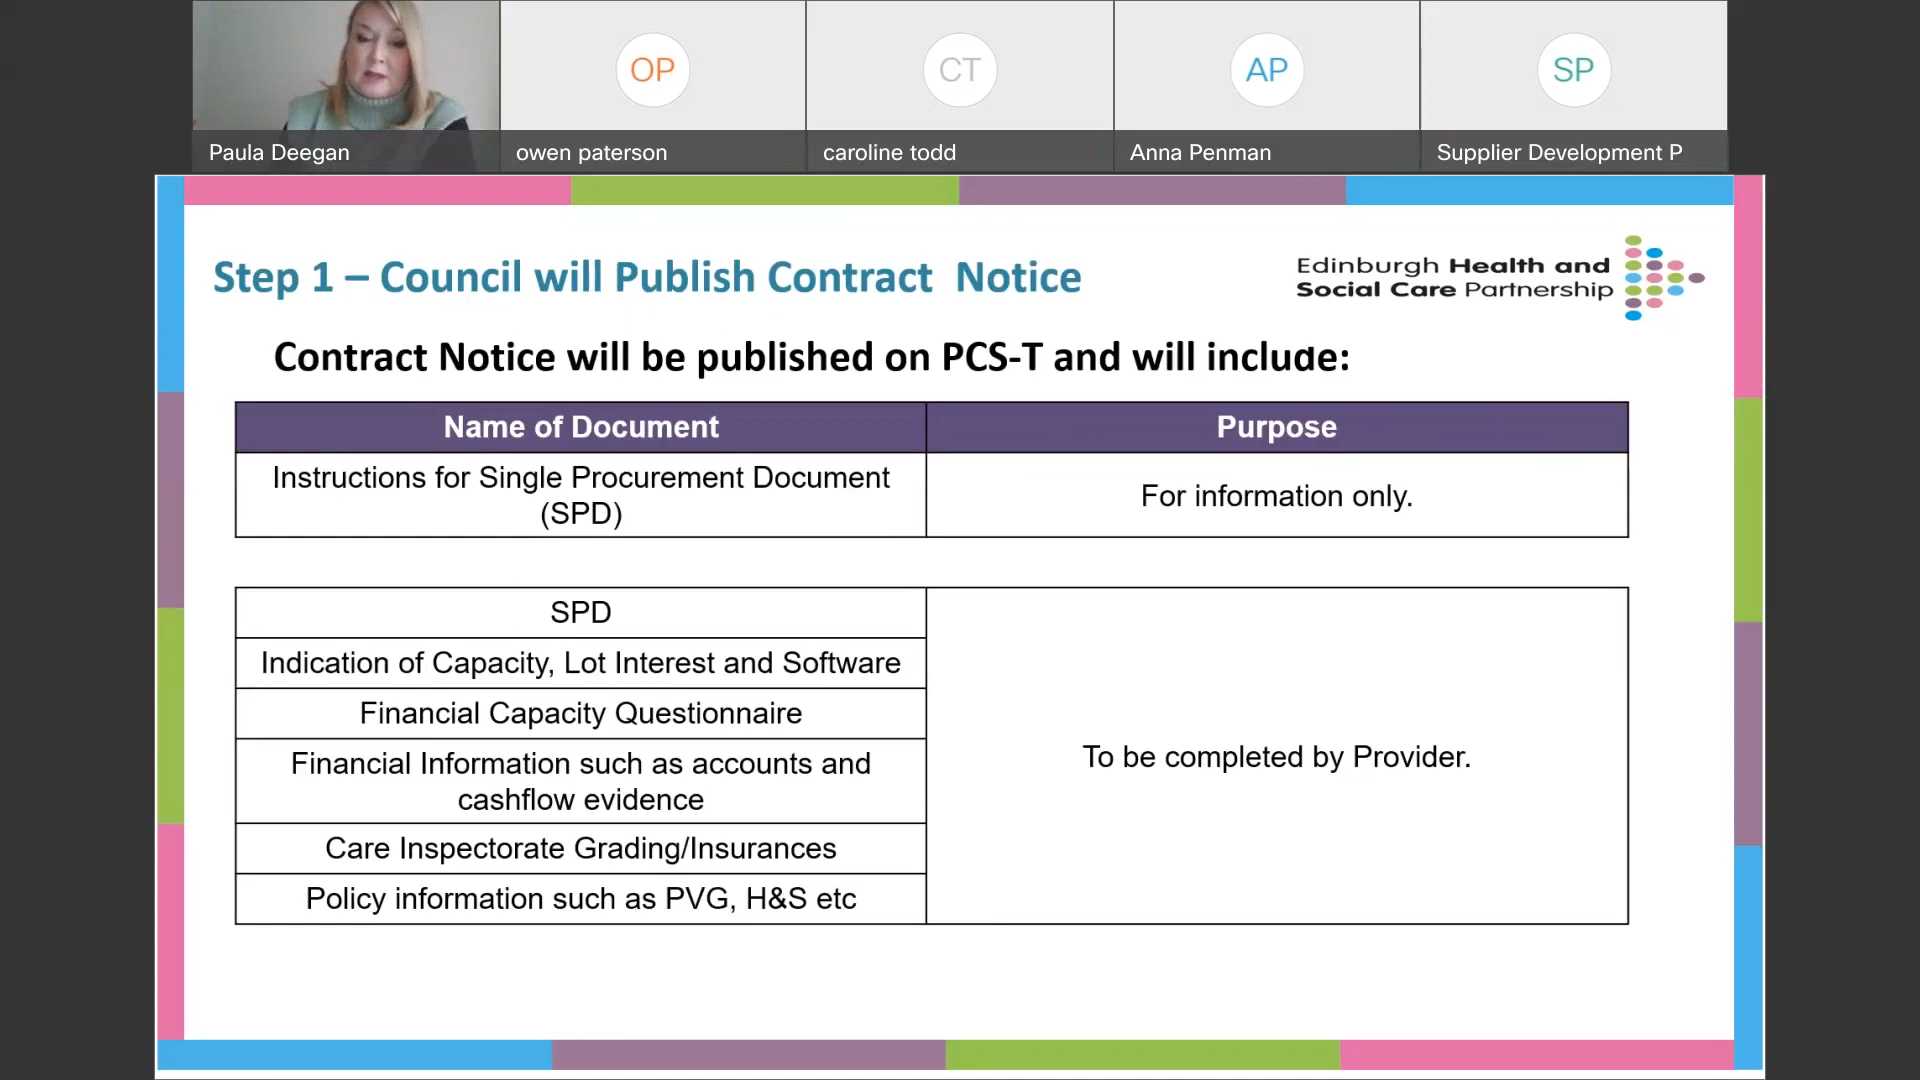 OP
CT
AP
SP
Paula Deegan
owen paterson
caroline todd
Anna Penman
Supplier Development P
Step 1 – Council will Publish Contract Notice
Edinburgh Health and
Social Care Partnership
Contract Notice will be published on PCS-T and will include:
Name of Document
Purpose
Instructions for Single Procurement Document
(SPD)
For information only.
SPD
Indication of Capacity, Lot Interest and Software
Financial Capacity Questionnaire
Financial Information such as accounts and
cashflow evidence
Care Inspectorate Grading/Insurances
Policy information such as PVG, H&S etc
To be completed by Provider.